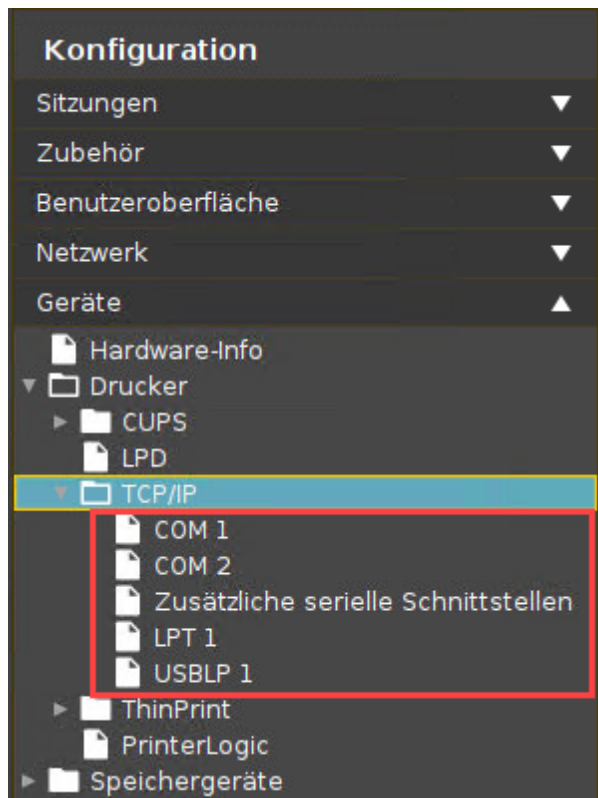 Konfiguration
Sitzungen
Zubehör
Benutzeroberfläche
Netzwerk
Geräte
Hardware-Info
Drucker
CUPS
LPD
TCP/IP
COM 1
COM 2
Zusätzliche serielle Schnittstellen
LPT 1
USBLP 1
ThinPrint
PrinterLogic
Speichergeräte